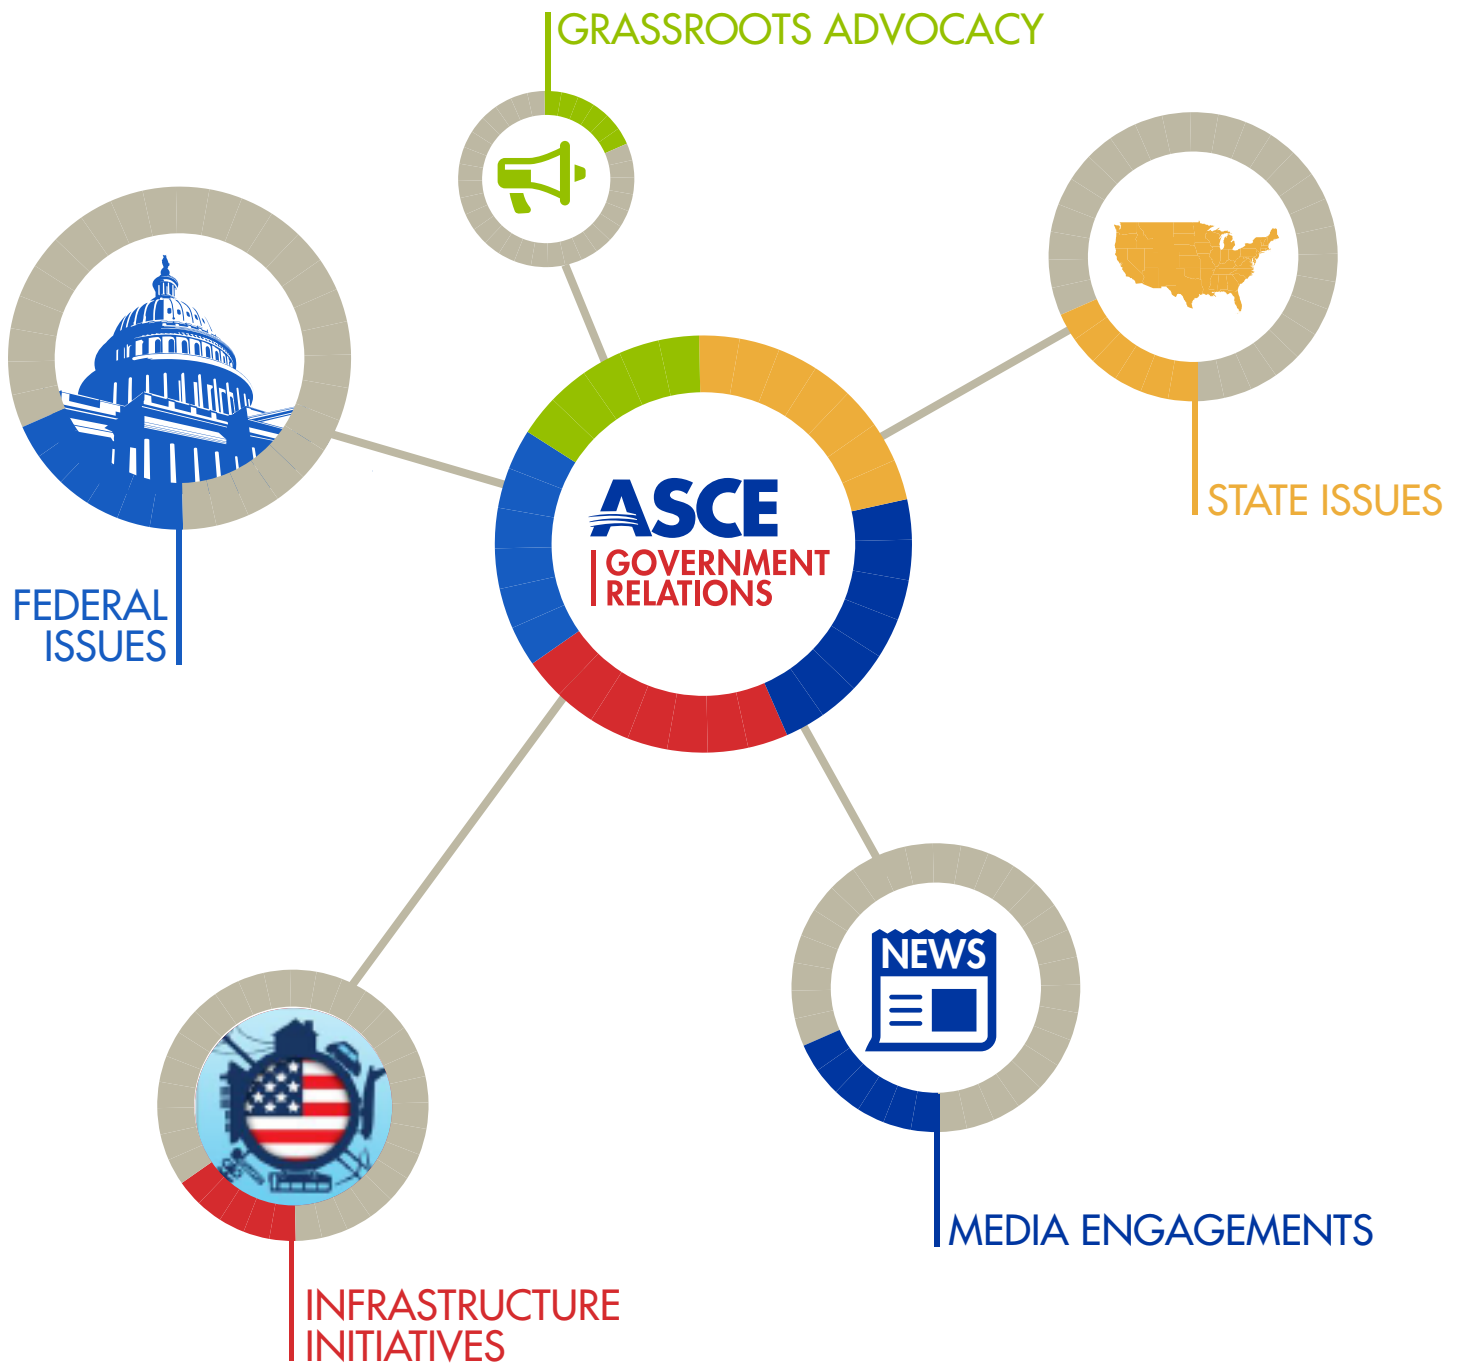 GRASSROOTS ADVOCACY
STATE ISSUES
ASCE
GOVERNMENT
RELATIONS
FEDERAL
ISSUES
NEWS
MEDIA ENGAGEMENTS
INFRASTRUCTURE
INITIATIVES